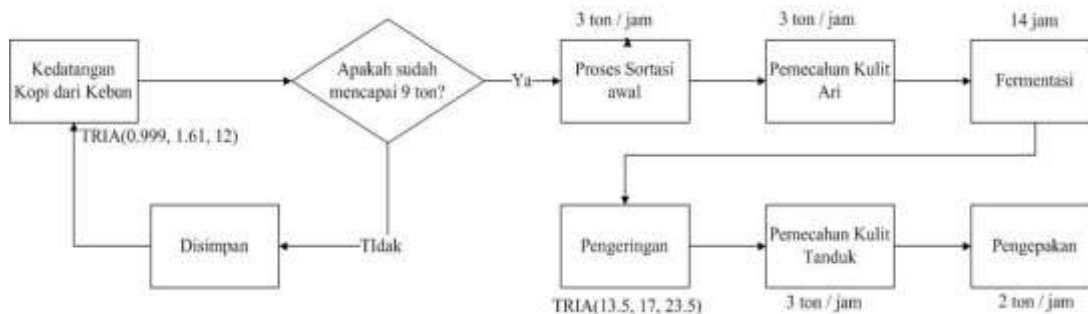 3 ton / jam
3 ton / jam
14 jam
Kedatangan
Kopi dari Kebun
Apakah sudah
mencapai 9 ton?
Ya
Proses Sortasi
awal
Pemecahan Kulit
Ari
Fermentasi
TRIA(0.999, 1.61, 12)
Disimpan
TIdak
Pengeringan
Pemecahan Kulit
Tanduk
Pengepakan
TRIA(13.5, 17, 23.5)
3 ton / jam
2 ton / jam